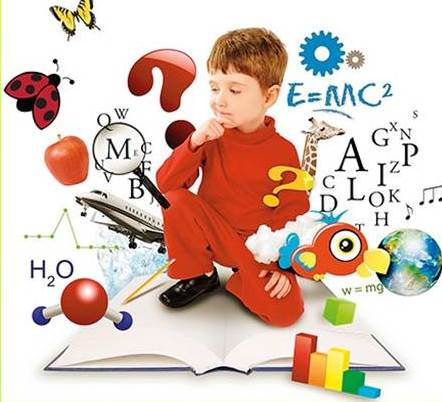 ?
E=MC²
Q W
M E C
V C E
B F
?
S
G X N
A I Z P
C L K
D O H
H₂O
w = mg